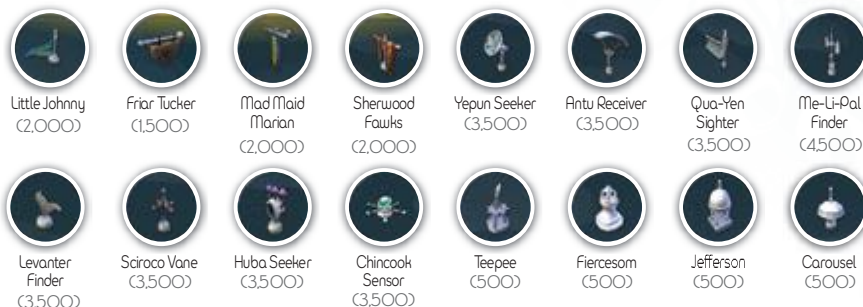 Little Johnny
(2,000)
Friar Tucker
(1,500)
Mad Maid
Marian
(2,000)
Sherwood
Fawks
(2,000)
Yepun Seeker
(3,500)
Antu Receiver
(3,500)
Qua-Yen
Sighter
(3,500)
Me-Li-Pal
Finder
(4,500)
Levanter
Finder
(3,500)
Sciroco Vane
(3,500)
Huba Seeker
(3,500)
Chincook
Sensor
(3,500)
Teepee
(500)
Fiercesom
(500)
Jefferson
(500)
Carousel
(500)